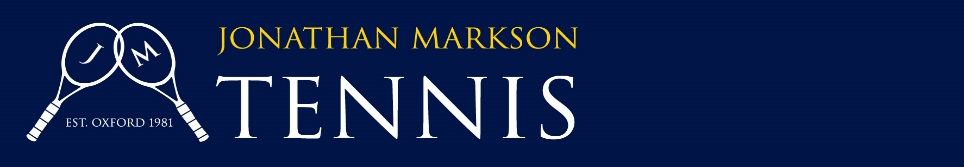 J M
EST. OXFORD 1981
JONATHAN MARKSON
TENNIS